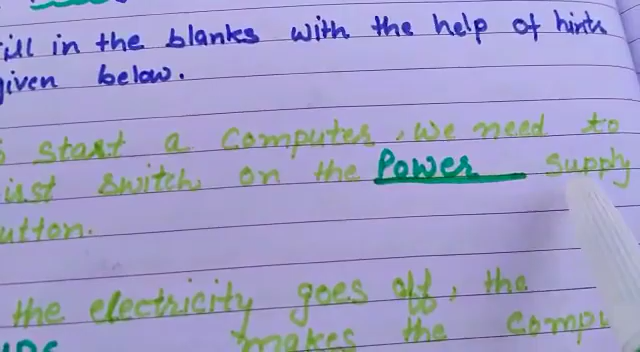 ill in the blanks with the help of hints
given below.
start a computer, we need to
irst switch on the Power supply
utton.
the electricity goes off, the
makes the compu